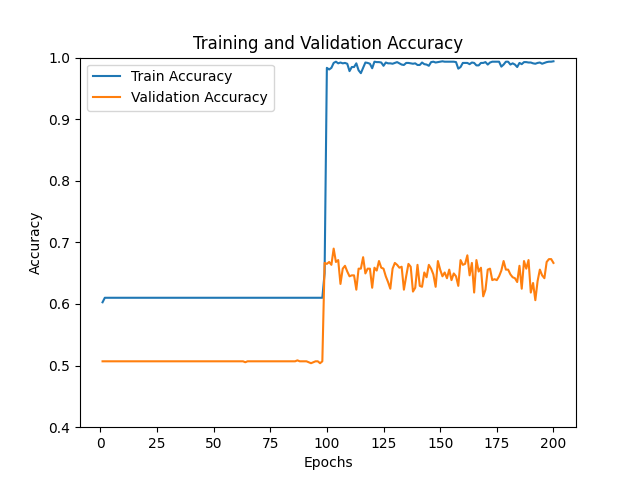 Training and Validation Accuracy
Train Accuracy
Validation Accuracy
1.0
0.9
0.8
0.7
0.6
0.5
0.4
Accuracy
0 25 50 75 100 125 150 175 200
Epochs